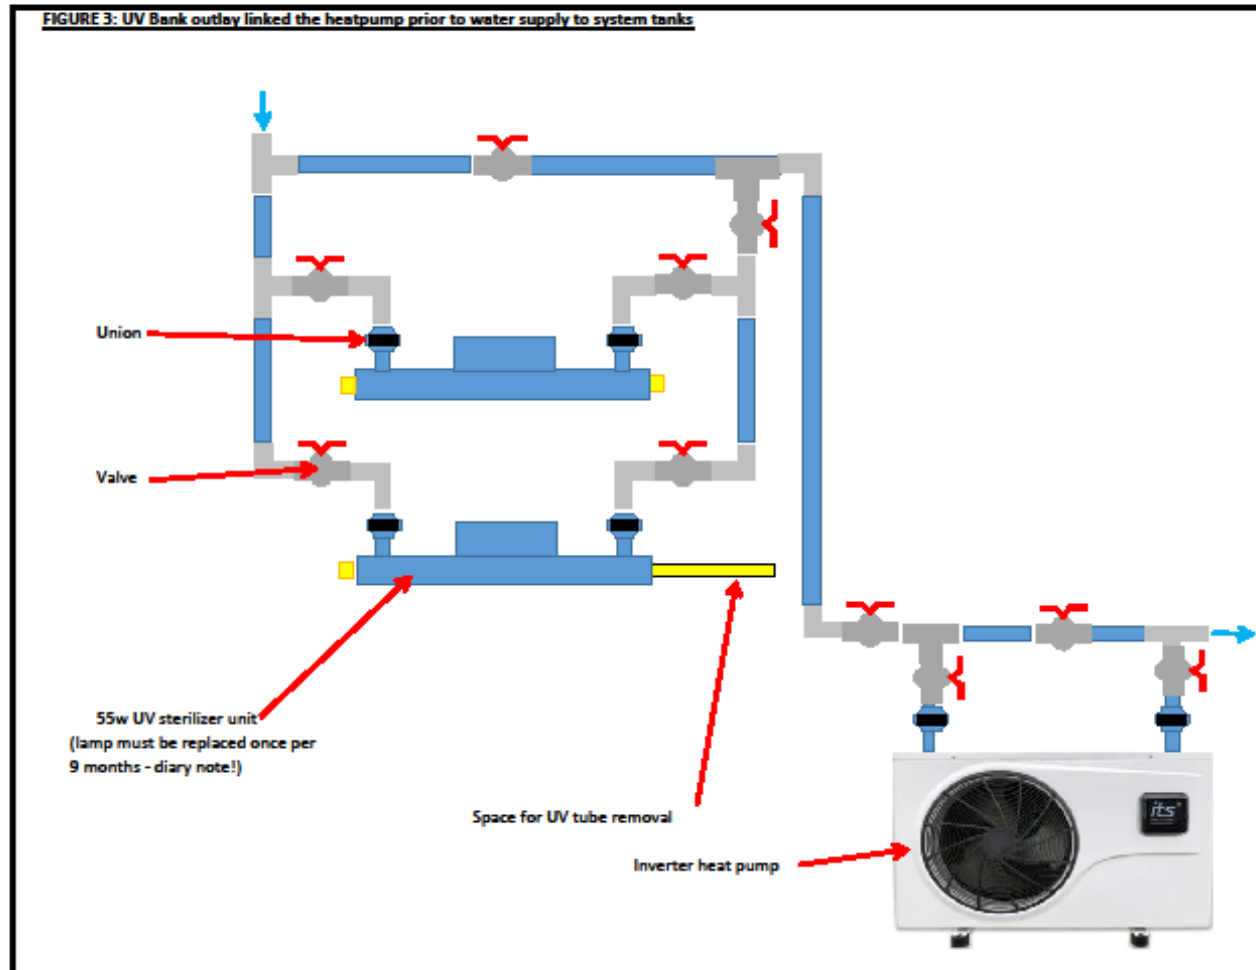 FIGURE 3: UV Bank outlay linked the heatpump prior to water supply to system tanks
Union
Valve
55w UV sterilizer unit
(lamp must be replaced once per
9 months - diary note!)
Space for UV tube removal
Inverter heat pump
its